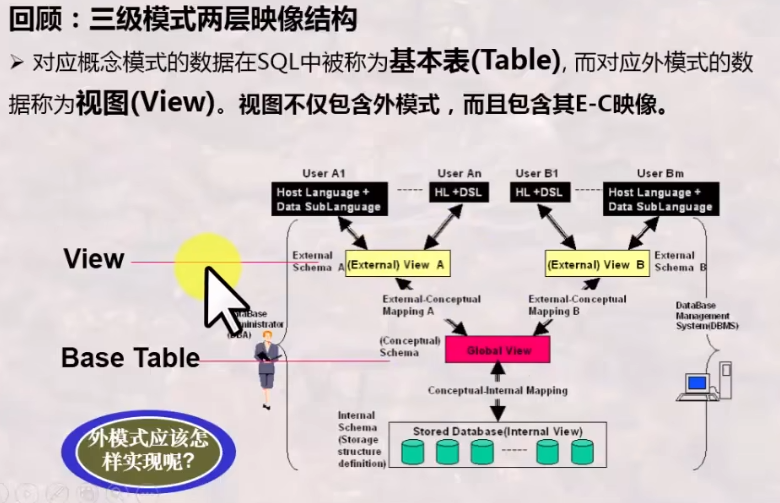 回顾：三级模式两层映像结构
➢ 对应概念模式的数据在SQL中被称为基本表(Table), 而对应外模式的数
据称为视图(View)。视图不仅包含外模式，而且包含其E-C映像。
User A1
User An
User B1
User Bm
Host Language +
Data SubLanguage
HL +DSL
HL +DSL
Host Language +
Data SubLanguage
View
External
Schema A
(External) View A
(External) View B
External
Schema B
External-Conceptual
Mapping A
External-Conceptual
Mapping B
DataBase
Management
System(DBMS)
(DBA)
Base Table
(Conceptual)
Schema
Global View
Conceptual-Internal Mapping
Internal
Schema
(Storage
structure
definition)
Stored Database(Internal View)
外模式应该怎
样实现呢?